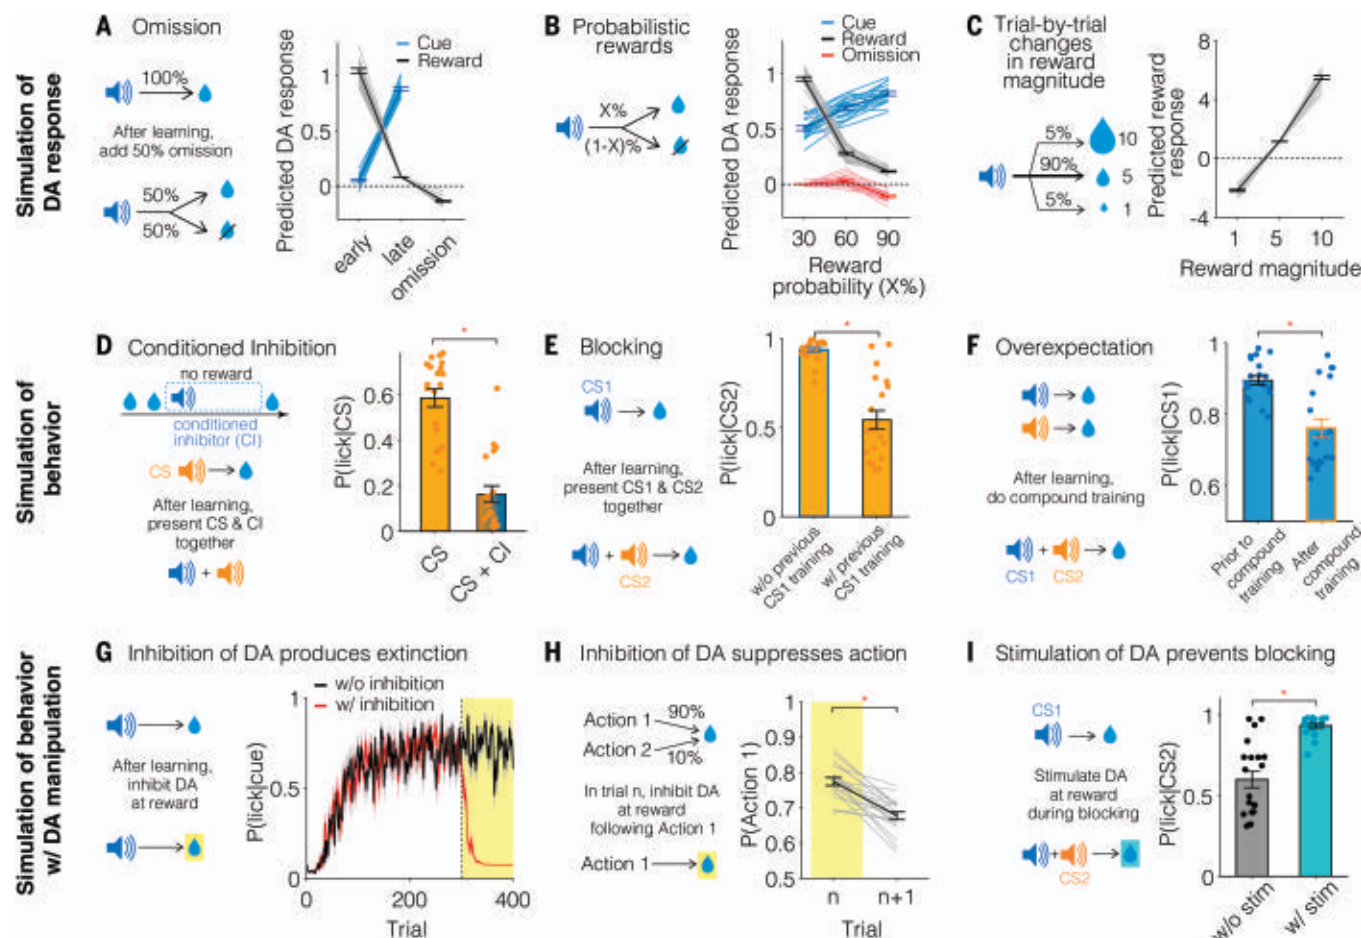 Simulation of
DA response
A Omission
100%
After learning,
add 50% omission
50%
50%
Predicted DA response
1
0.5
0
Cue
Reward
early
late
omission
B Probabilistic
rewards
X%
(1-X)%
Predicted DA response
1
0.5
0
Cue
Reward
Omission
30 60 90
Reward
probability (X%)
C Trial-by-trial
changes
in reward
magnitude
5% 10
90% 5
5% 1
Predicted reward
response
8
4
0
-4
1 5 10
Reward magnitude
Simulation of
behavior
D Conditioned Inhibition
no reward
conditioned
inhibitor (CI)
CS
After learning,
present CS & CI
together
P(lick|CS)
0.6
0.4
0.2
0
*
CS
CS + CI
E Blocking
CS1
After learning,
present CS1 & CS2
together
CS2
P(lick|CS2)
1
0.5
0
*
w/o previous
CS1 training
w/ previous
CS1 training
F Overexpectation
After learning,
do compound training
CS1 CS2
P(lick|CS1)
1
0.8
0.6
*
Prior to
compound
training
After
compound
training
Simulation of behavior
w/ DA manipulation
G Inhibition of DA produces extinction
After learning,
inhibit DA
at reward
P(lick|cue)
1
0.5
0
w/o inhibition
w/ inhibition
0 200 400
Trial
H Inhibition of DA suppresses action
Action 1 90%
Action 2 10%
In trial n, inhibit DA
at reward
following Action 1
Action 1
P(Action 1)
1
0.9
0.8
0.7
0.6
0.5
*
n n+1
Trial
I Stimulation of DA prevents blocking
CS1
Stimulate DA
at reward
during blocking
+
CS2
P(lick|CS2)
1
0.5
0
*
w/o stim
w/ stim